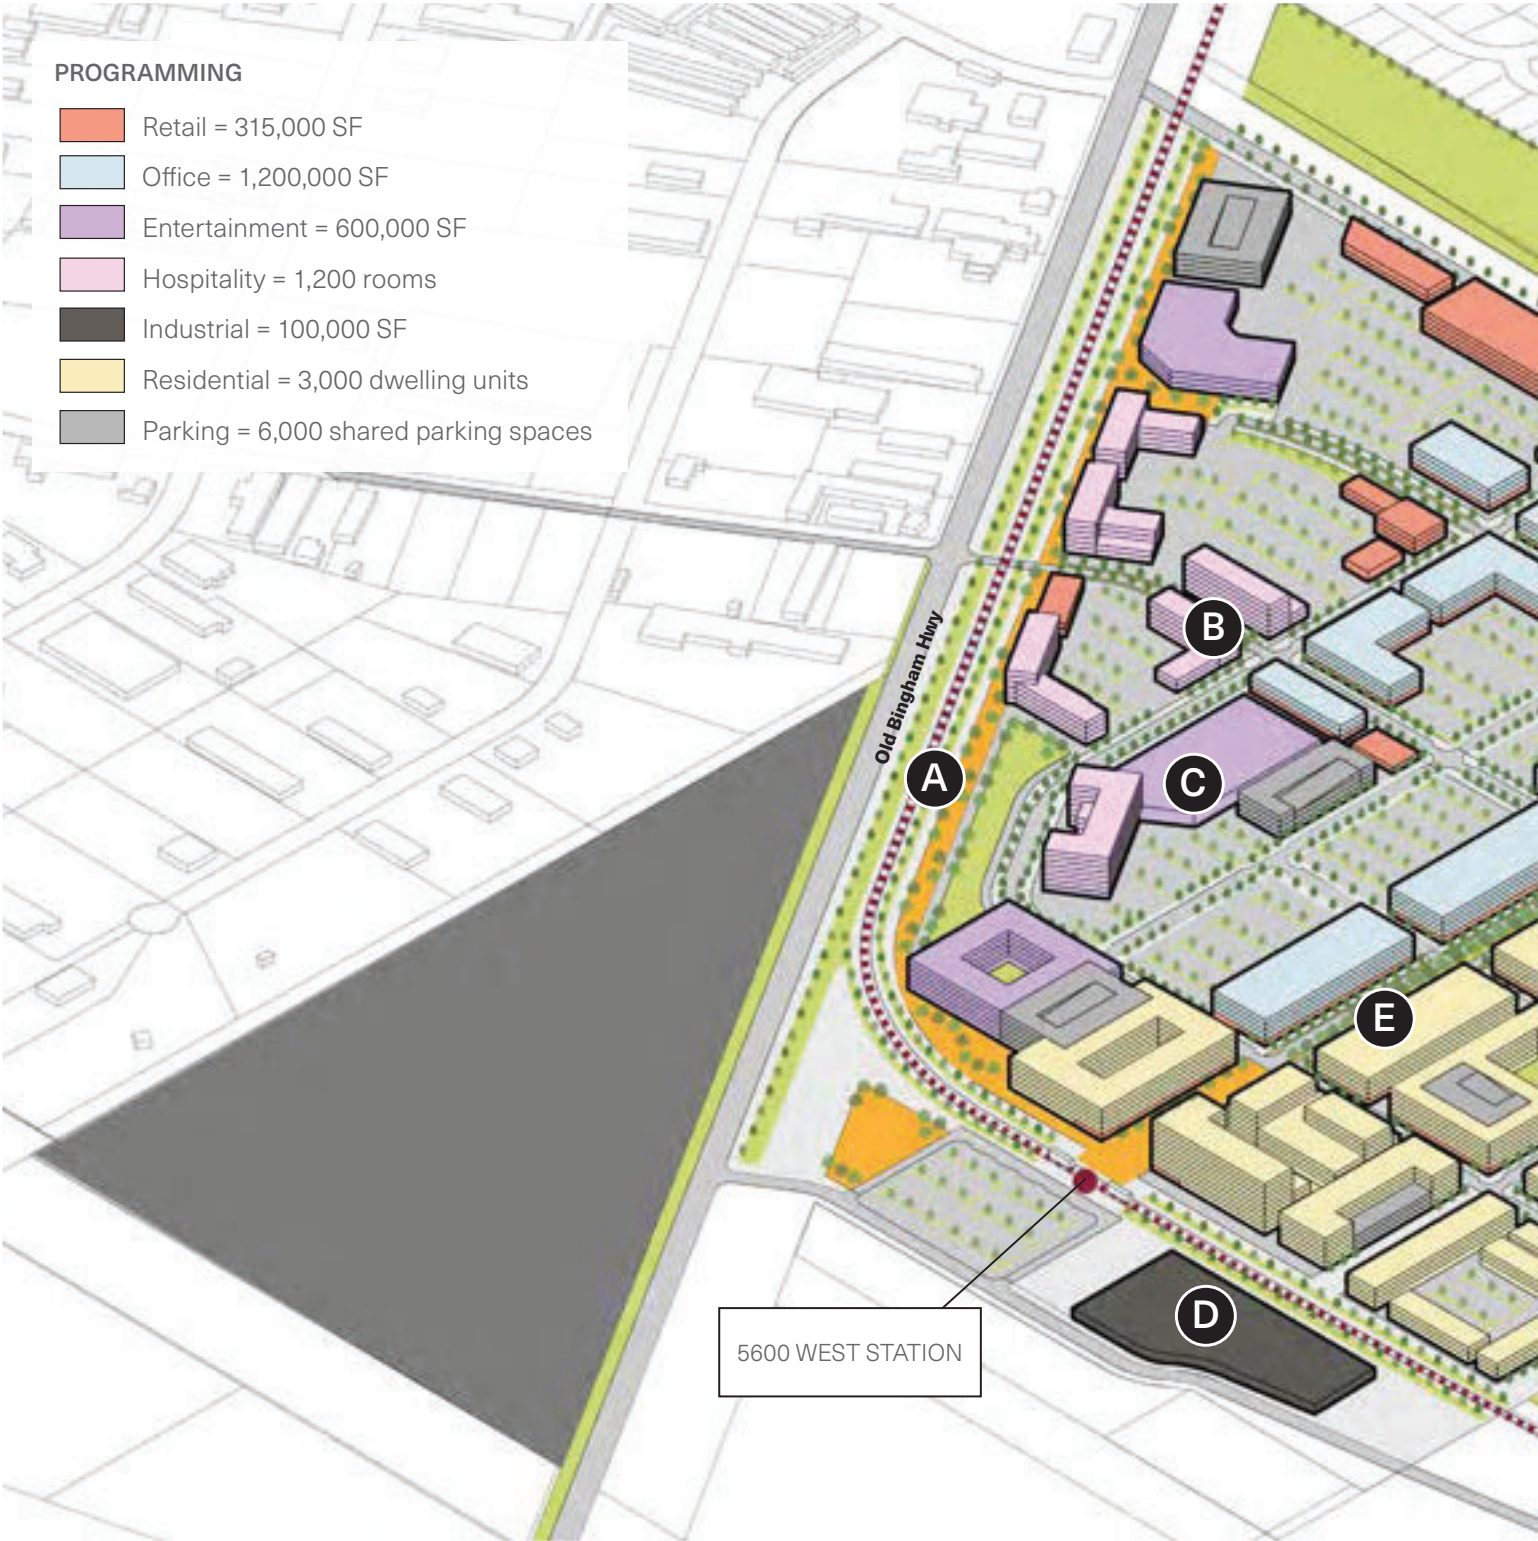 PROGRAMMING
Retail = 315,000 SF
Office = 1,200,000 SF
Entertainment = 600,000 SF
Hospitality = 1,200 rooms
Industrial = 100,000 SF
Residential = 3,000 dwelling units
Parking = 6,000 shared parking spaces
Old Bingham Hwy
B
A
C
E
D
5600 WEST STATION